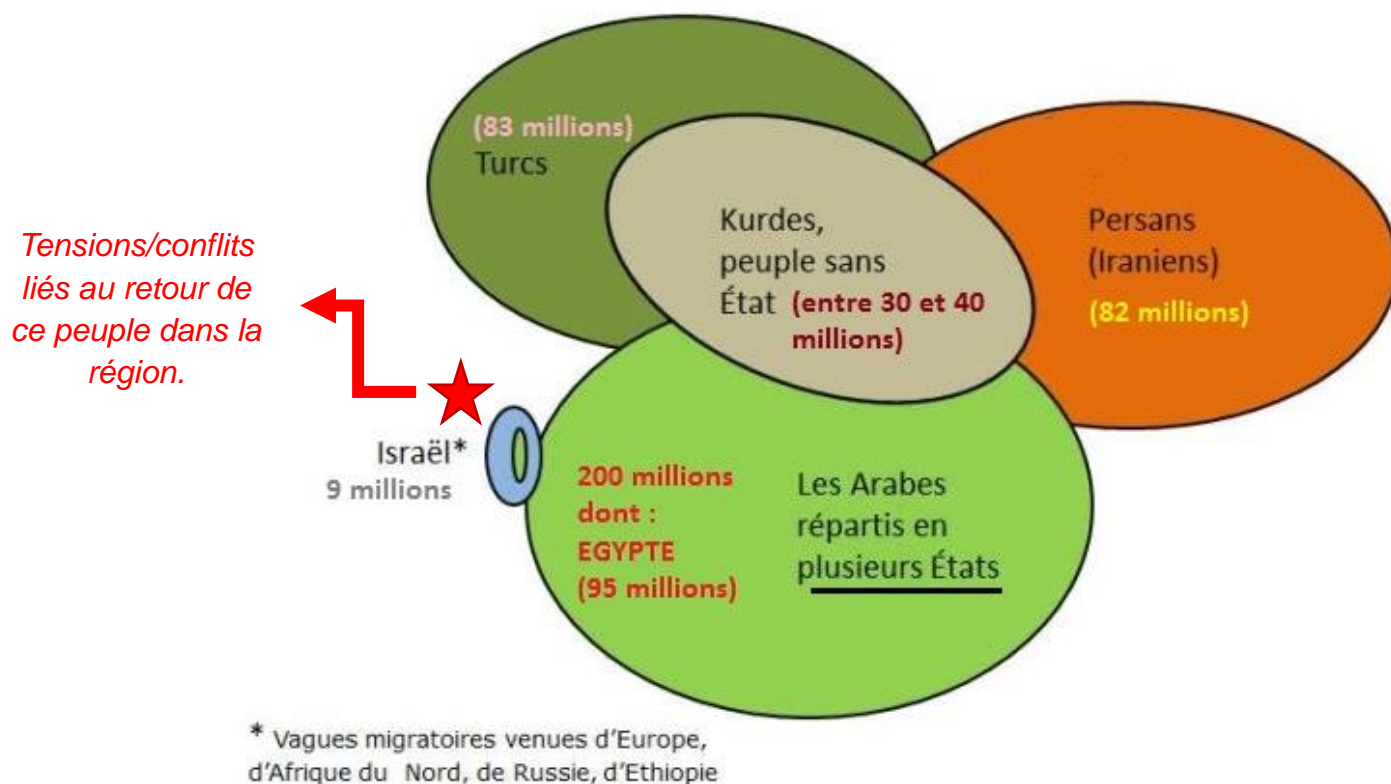 (83 millions)
Turcs
Kurdes,
peuple sans
État (entre 30 et 40
millions)
Persans
(Iraniens)
(82 millions)
Tensions/conflits
liés au retour de
ce peuple dans la
région.
Israël*
9 millions
200 millions
dont :
EGYPTE
(95 millions)
Les Arabes
répartis en
plusieurs États
* Vagues migratoires venues d'Europe,
d'Afrique du Nord, de Russie, d'Ethiopie